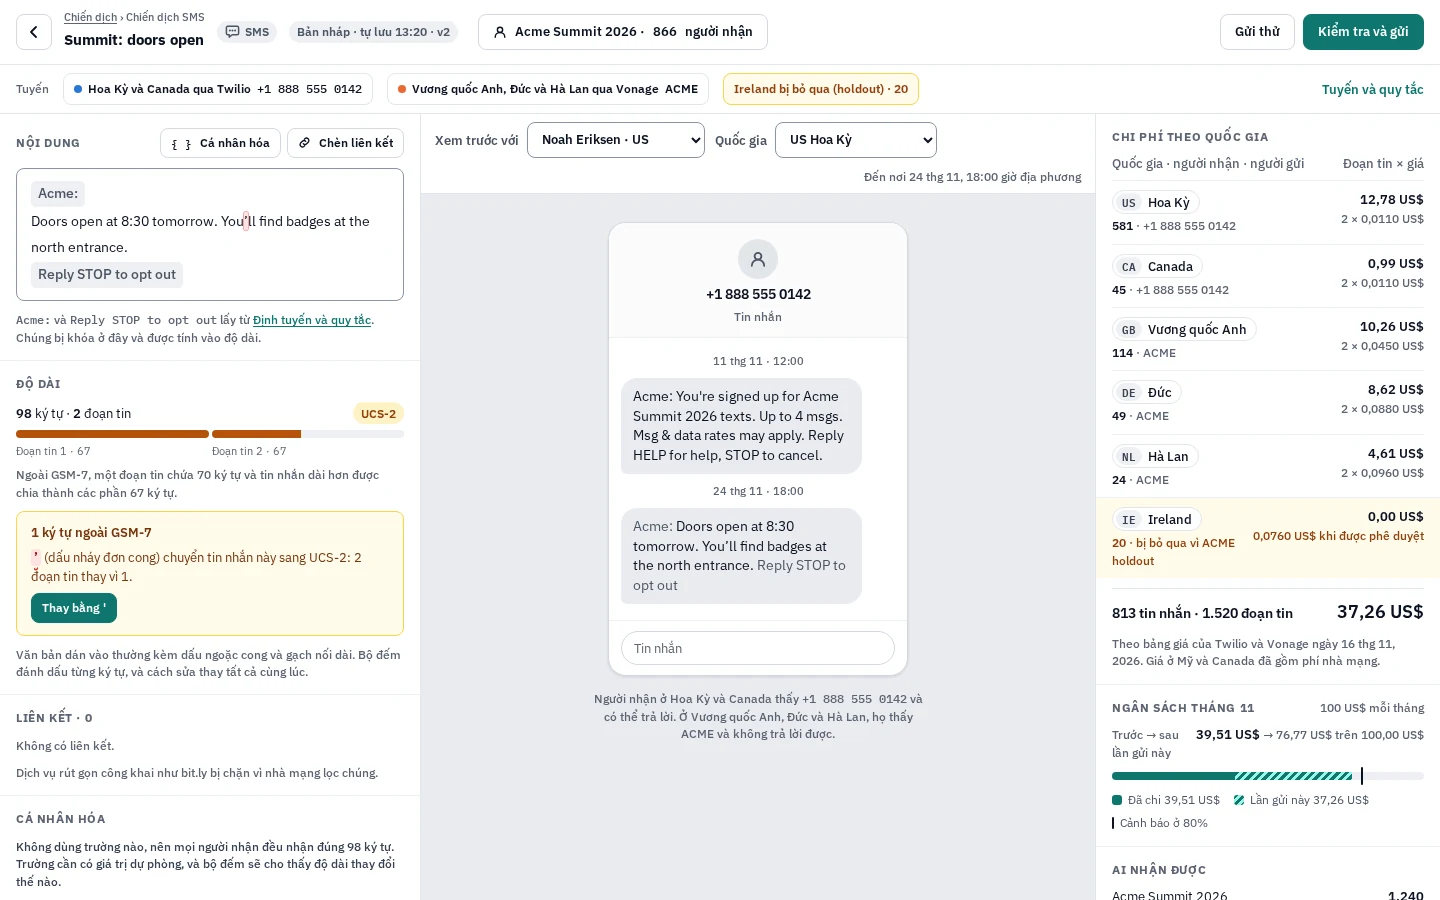 Chiến dịch › Chiến dịch SMS
Summit: doors open
SMS
Bản nháp · tự lưu 13:20 · v2
Acme Summit 2026 · 866 người nhận
Gửi thử
Kiểm tra và gửi
Tuyến
Hoa Kỳ và Canada qua Twilio +1 888 555 0142
Vương quốc Anh, Đức và Hà Lan qua Vonage ACME
Ireland bị bỏ qua (holdout) · 20
Tuyến và quy tắc
NỘI DUNG
{ } Cá nhân hóa
Chèn liên kết
Acme:
Doors open at 8:30 tomorrow. You’ll find badges at the
north entrance.
Reply STOP to opt out
Acme: và Reply STOP to opt out lấy từ Định tuyến và quy tắc.
Chúng bị khóa ở đây và được tính vào độ dài.
ĐỘ DÀI
98 ký tự · 2 đoạn tin
UCS-2
Đoạn tin 1 · 67
Đoạn tin 2 · 67
Ngoài GSM-7, một đoạn tin chứa 70 ký tự và tin nhắn dài hơn được
chia thành các phần 67 ký tự.
1 ký tự ngoài GSM-7
’ (dấu nháy đơn cong) chuyển tin nhắn này sang UCS-2: 2
đoạn tin thay vì 1.
Thay bằng '
Văn bản dán vào thường kèm dấu ngoặc cong và gạch nối dài. Bộ đếm
đánh dấu từng ký tự, và cách sửa thay tất cả cùng lúc.
LIÊN KẾT · 0
Không có liên kết.
Dịch vụ rút gọn công khai như bit.ly bị chặn vì nhà mạng lọc chúng.
CÁ NHÂN HÓA
Không dùng trường nào, nên mọi người nhận đều nhận đúng 98 ký tự.
Trường cần có giá trị dự phòng, và bộ đếm sẽ cho thấy độ dài thay đổi
thế nào.
Xem trước với
Noah Eriksen · US
Quốc gia
US Hoa Kỳ
Đến nơi 24 thg 11, 18:00 giờ địa phương
+1 888 555 0142
Tin nhắn
11 thg 11 · 12:00
Acme: You're signed up for Acme
Summit 2026 texts. Up to 4 msgs.
Msg & data rates may apply. Reply
HELP for help, STOP to cancel.
24 thg 11 · 18:00
Acme: Doors open at 8:30
tomorrow. You’ll find badges at
the north entrance. Reply STOP to
opt out
Tin nhắn
Người nhận ở Hoa Kỳ và Canada thấy +1 888 555 0142 và
có thể trả lời. Ở Vương quốc Anh, Đức và Hà Lan, họ thấy
ACME và không trả lời được.
CHI PHÍ THEO QUỐC GIA
Quốc gia · người nhận · người gửi
Đoạn tin × giá
US Hoa Kỳ
12,78 US$
581 · +1 888 555 0142
2 × 0,0110 US$
CA Canada
0,99 US$
45 · +1 888 555 0142
2 × 0,0110 US$
GB Vương quốc Anh
10,26 US$
114 · ACME
2 × 0,0450 US$
DE Đức
8,62 US$
49 · ACME
2 × 0,0880 US$
NL Hà Lan
4,61 US$
24 · ACME
2 × 0,0960 US$
IE Ireland
0,00 US$
20 · bị bỏ qua vì ACME
holdout
0,0760 US$ khi được phê duyệt
813 tin nhắn · 1.520 đoạn tin
37,26 US$
Theo bảng giá của Twilio và Vonage ngày 16 thg 11,
2026. Giá ở Mỹ và Canada đã gồm phí nhà mạng.
NGÂN SÁCH THÁNG 11
100 US$ mỗi tháng
Trước → sau
lần gửi này
39,51 US$ → 76,77 US$ trên 100,00 US$
Đã chi 39,51 US$
Lần gửi này 37,26 US$
Cảnh báo ở 80%
AI NHẬN ĐƯỢC
Acme Summit 2026
1.240